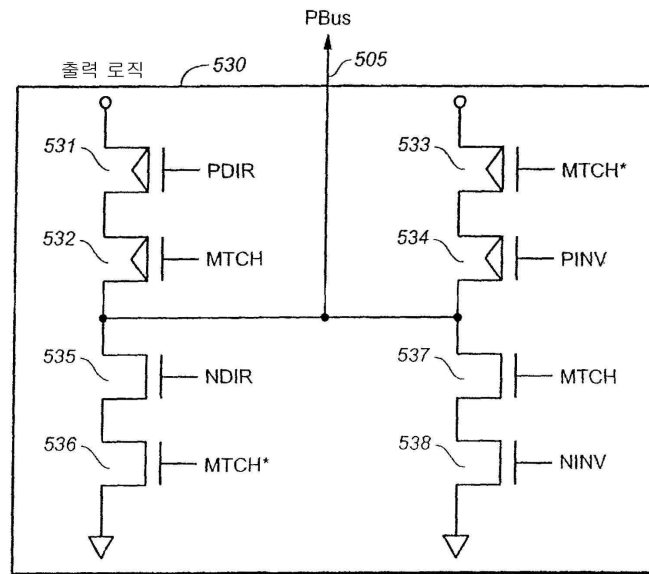 PBus
출력 로직
530
505
531
PDIR
533
MTCH*
532
MTCH
534
PINV
535
NDIR
537
MTCH
536
MTCH*
538
NINV